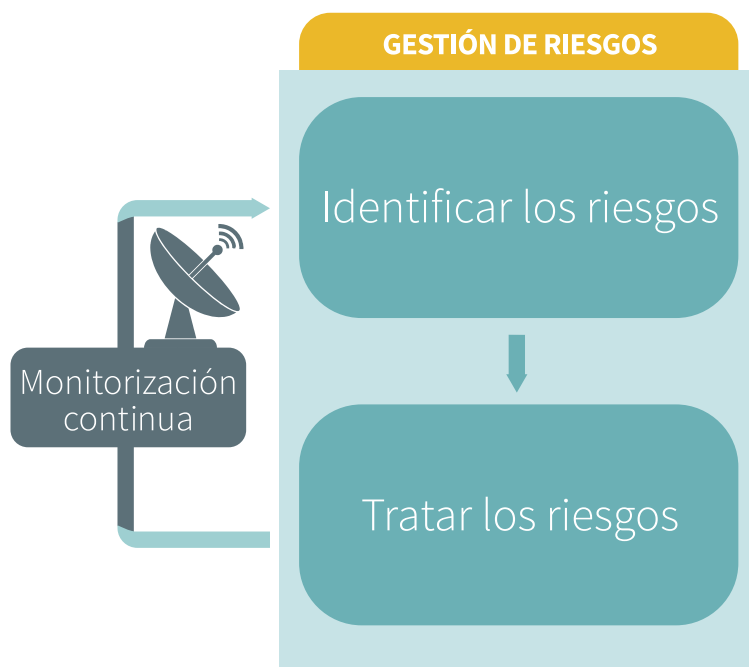 GESTIÓN DE RIESGOS
Identificar los riesgos
Monitorización
continua
Tratar los riesgos